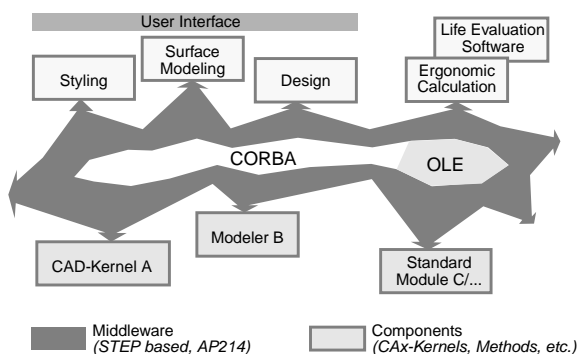 User Interface
Life Evaluation
Software
Surface
Modeling
Styling
Design
Ergonomic
Calculation
CORBA
OLE
Modeler B
CAD-Kernel A
Standard
Module C/...
Middleware
(STEP based, AP214)
Components
(CAx-Kernels, Methods, etc.)